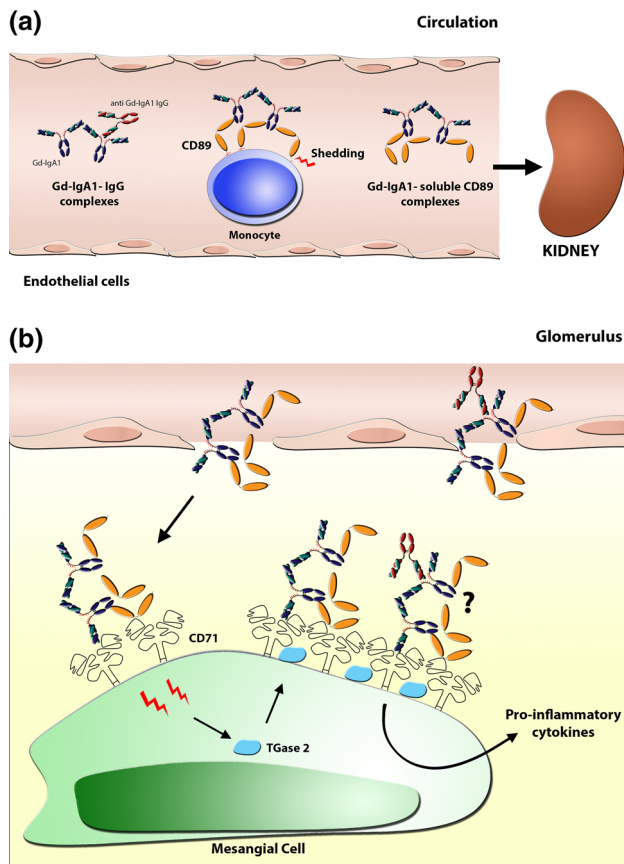 (a)
Circulation
anti Gd-IgA1 IgG
Gd-IgA1
CD89
Shedding
Gd-IgA1- IgG
complexes
Monocyte
Gd-IgA1- soluble CD89
complexes
KIDNEY
Endothelial cells
(b)
Glomerulus
?
CD71
TGase 2
Pro-inflammatory
cytokines
Mesangial Cell